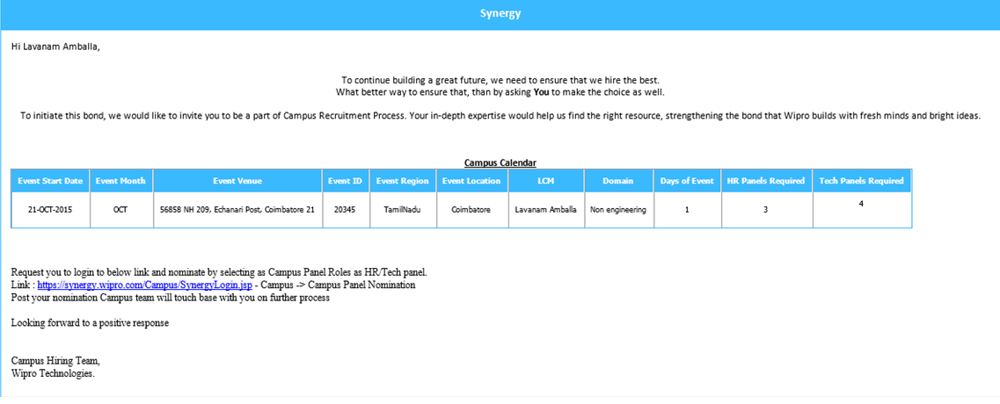 Synergy
Hi Lavanam Amballa,
To continue building a great future, we need to ensure that we hire the best.
What better way to ensure that, than by asking You to make the choice as well.
To initiate this bond, we would like to invite you to be a part of Campus Recruitment Process. Your in-depth expertise would help us find the right resource, strengthening the bond that Wipro builds with fresh minds and bright ideas.
Campus Calendar
Event Start Date Event Month Event Venue Event ID Event Region Event Location LCM Domain Days of Event HR Panels Required Tech Panels Required
21-OCT-2015 OCT 56858 NH 209, Echanari Post, Coimbatore 21 20345 TamilNadu Coimbatore Lavanam Amballa Non engineering 1 3 4
Request you to login to below link and nominate by selecting as Campus Panel Roles as HR/Tech panel.
Link : https://synergy.wipro.com/Campus/SynergyLogin.jsp - Campus -> Campus Panel Nomination
Post your nomination Campus team will touch base with you on further process
Looking forward to a positive response
Campus Hiring Team,
Wipro Technologies.